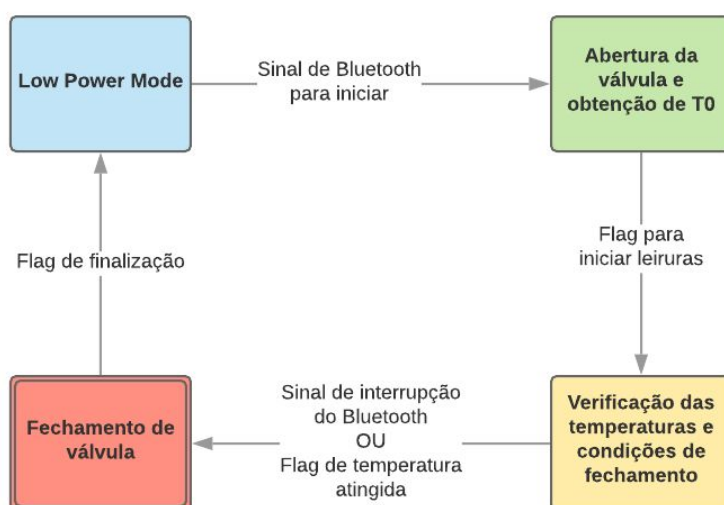 Low Power Mode
Sinal de Bluetooth
para iniciar
Abertura da
válvula e
obtenção de T0
Flag para
iniciar leiruras
Verificação das
temperaturas e
condições de
fechamento
Sinal de interrupção
do Bluetooth
OU
Flag de temperatura
atingida
Fechamento de
válvula
Flag de finalização